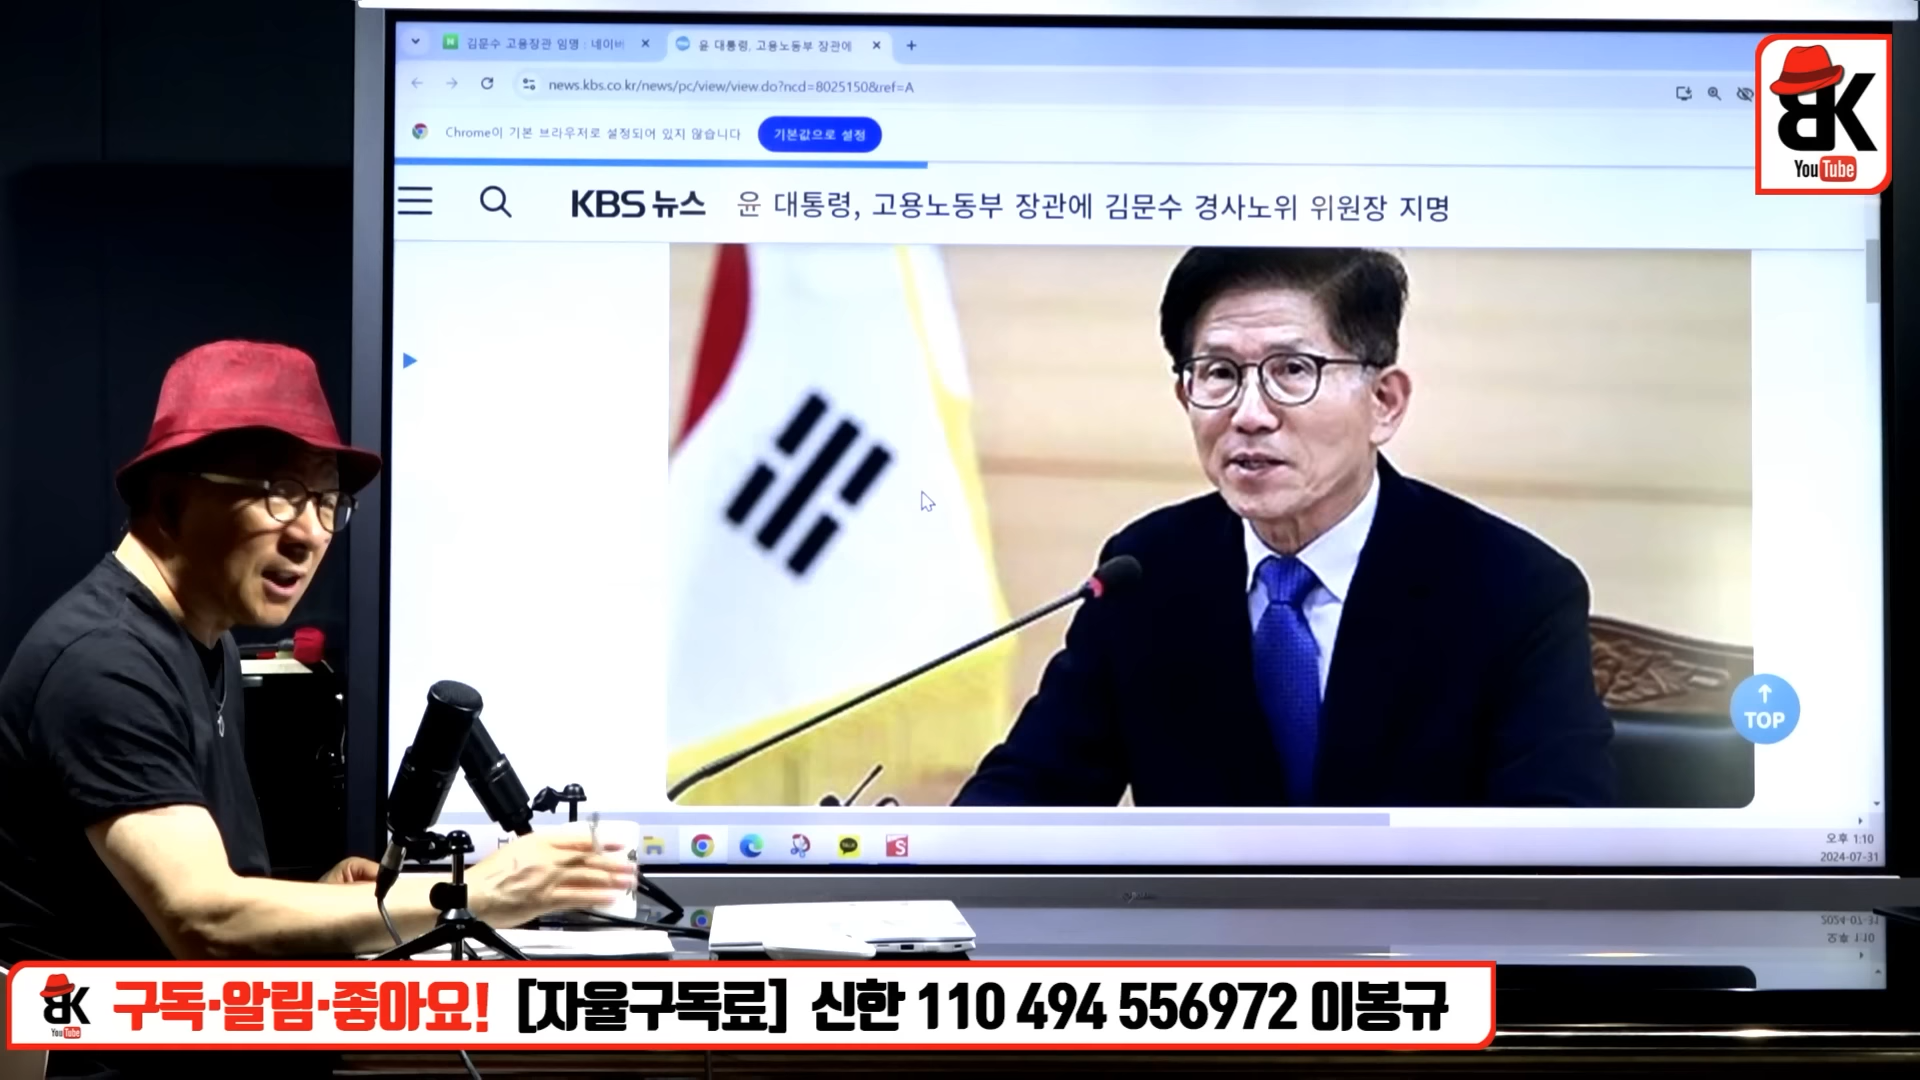 김문수 고용장관 임명 : 네이버
윤 대통령, 고용노동부 장관에
news.kbs.co.kr/news/pc/view/view.do?ncd=8025150&ref=A
Chrome이 기본 브라우저로 설정되어 있지 않습니다
기본값으로 설정
BK
YouTube
KBS 뉴스 윤 대통령, 고용노동부 장관에 김문수 경사노위 위원장 지명
TOP
TALK
S
오후 1:10
2024-07-31
BK
YouTube
구독·알림·좋아요! [자율구독료] 신한 110 494 556972 이봉규